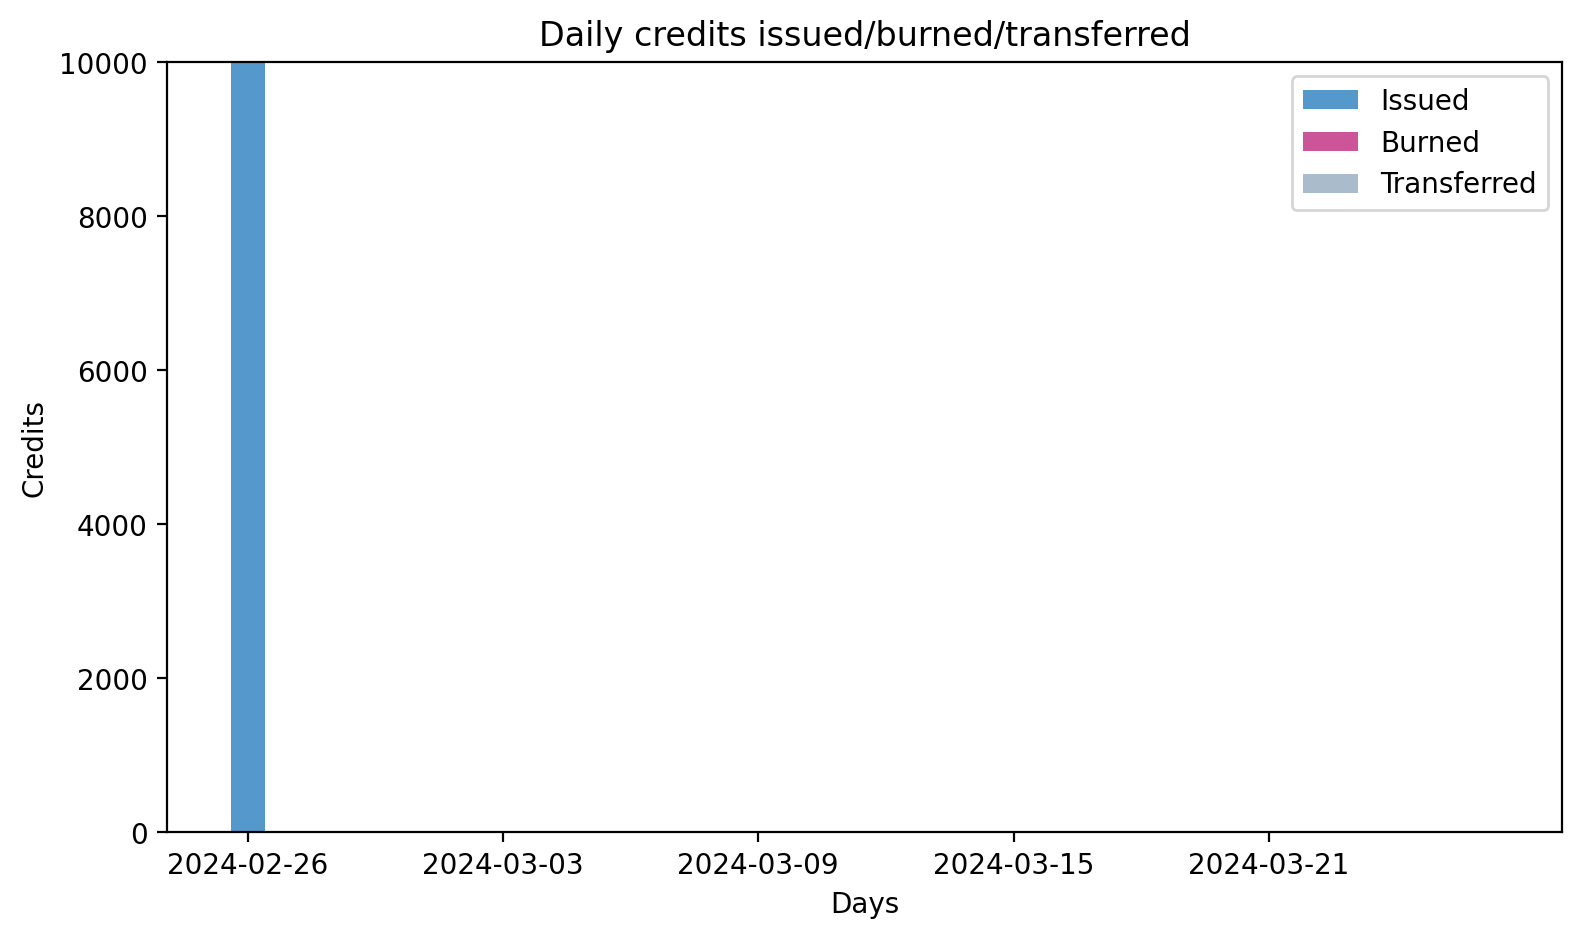 Daily credits issued/burned/transferred
10000
8000
6000
4000
2000
0
Credits
Issued
Burned
Transferred
2024-02-26
2024-03-03
2024-03-09
2024-03-15
2024-03-21
Days